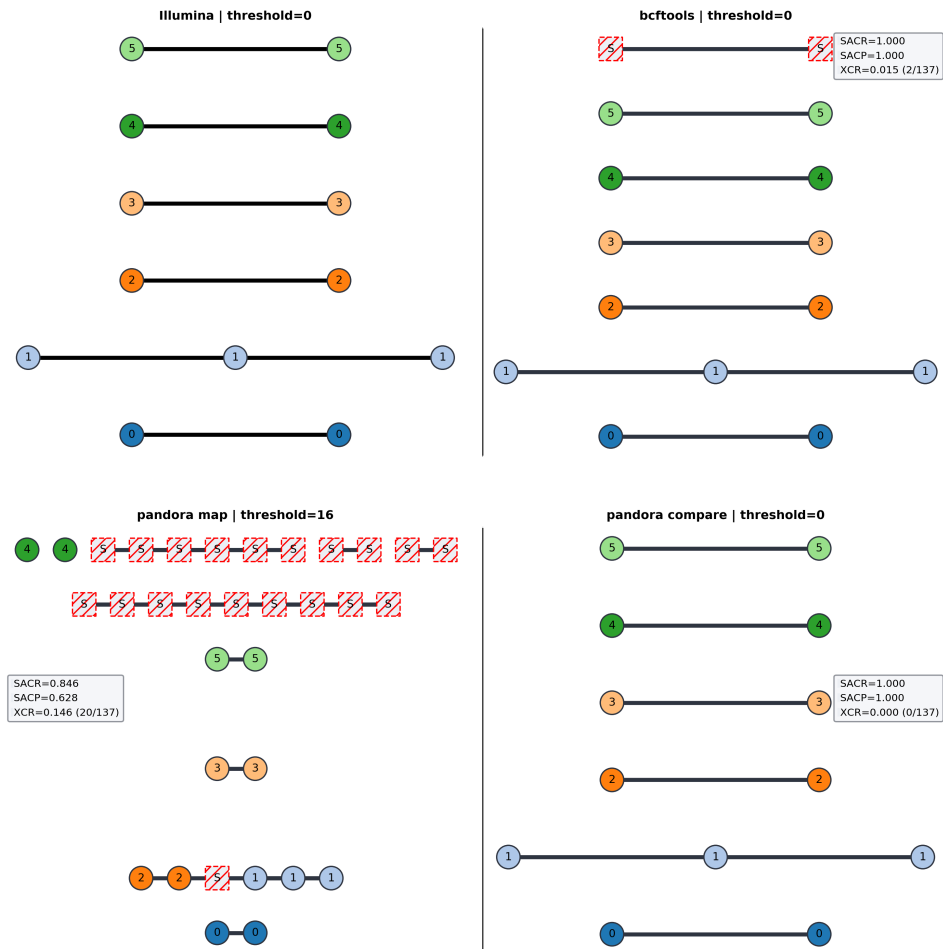 Illumina | threshold=0
5 5
4 4
3 3
2 2
1 1 1
0 0
bcftools | threshold=0
S S
SACR=1.000
SACP=1.000
XCR=0.015 (2/137)
5 5
4 4
3 3
2 2
1 1 1
0 0
pandora map | threshold=16
4 4 S S S S S S S S S S
S S S S S S S S S
5 5
SACR=0.846
SACP=0.628
XCR=0.146 (20/137)
3 3
2 2 S 1 1 1
0 0
pandora compare | threshold=0
5 5
4 4
3 3
SACR=1.000
SACP=1.000
XCR=0.000 (0/137)
2 2
1 1 1
0 0